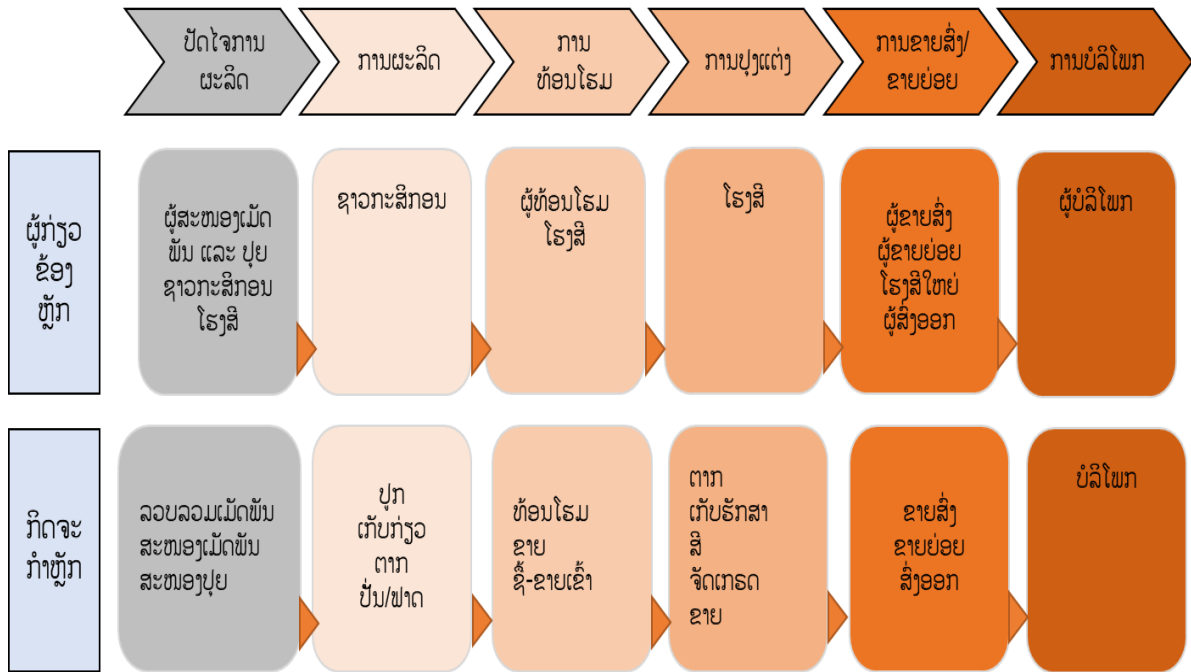 ປັດໄຈການ
ຜະລິດ
ການຜະລິດ
ການ
ທ້ອນໂຮມ
ການປຸງແຕ່ງ
ການຂາຍສົ່ງ/
ຂາຍຍ່ອຍ
ການບໍລິໂພກ
ຜູ້ກ່ຽວ
ຂ້ອງ
ຫຼັກ
ຜູ້ສະໜອງເມັດ
ພັນ ແລະ ປຸຍ
ຊາວກະສິກອນ
ໂຮງສີ
ຊາວກະສິກອນ
ຜູ້ທ້ອນໂຮມ
ໂຮງສີ
ໂຮງສີ
ຜູ້ຂາຍສົ່ງ
ຜູ້ຂາຍຍ່ອຍ
ໂຮງສີໃຫຍ່
ຜູ້ສົ່ງອອກ
ຜູ້ບໍລິໂພກ
ກິດຈະ
ກຳຫຼັກ
ລວບລວມເມັດພັນ
ສະໜອງເມັດພັນ
ສະໜອງປຸຍ
ປູກ
ເກັບກ່ຽວ
ຕາກ
ປັ່ນ/ຟາດ
ທ້ອນໂຮມ
ຂາຍ
ຊື້-ຂາຍເຂົ້າ
ຕາກ
ເກັບຮັກສາ
ສີ
ຈັດເກຣດ
ຂາຍ
ຂາຍສົ່ງ
ຂາຍຍ່ອຍ
ສົ່ງອອກ
ບໍລິໂພກ